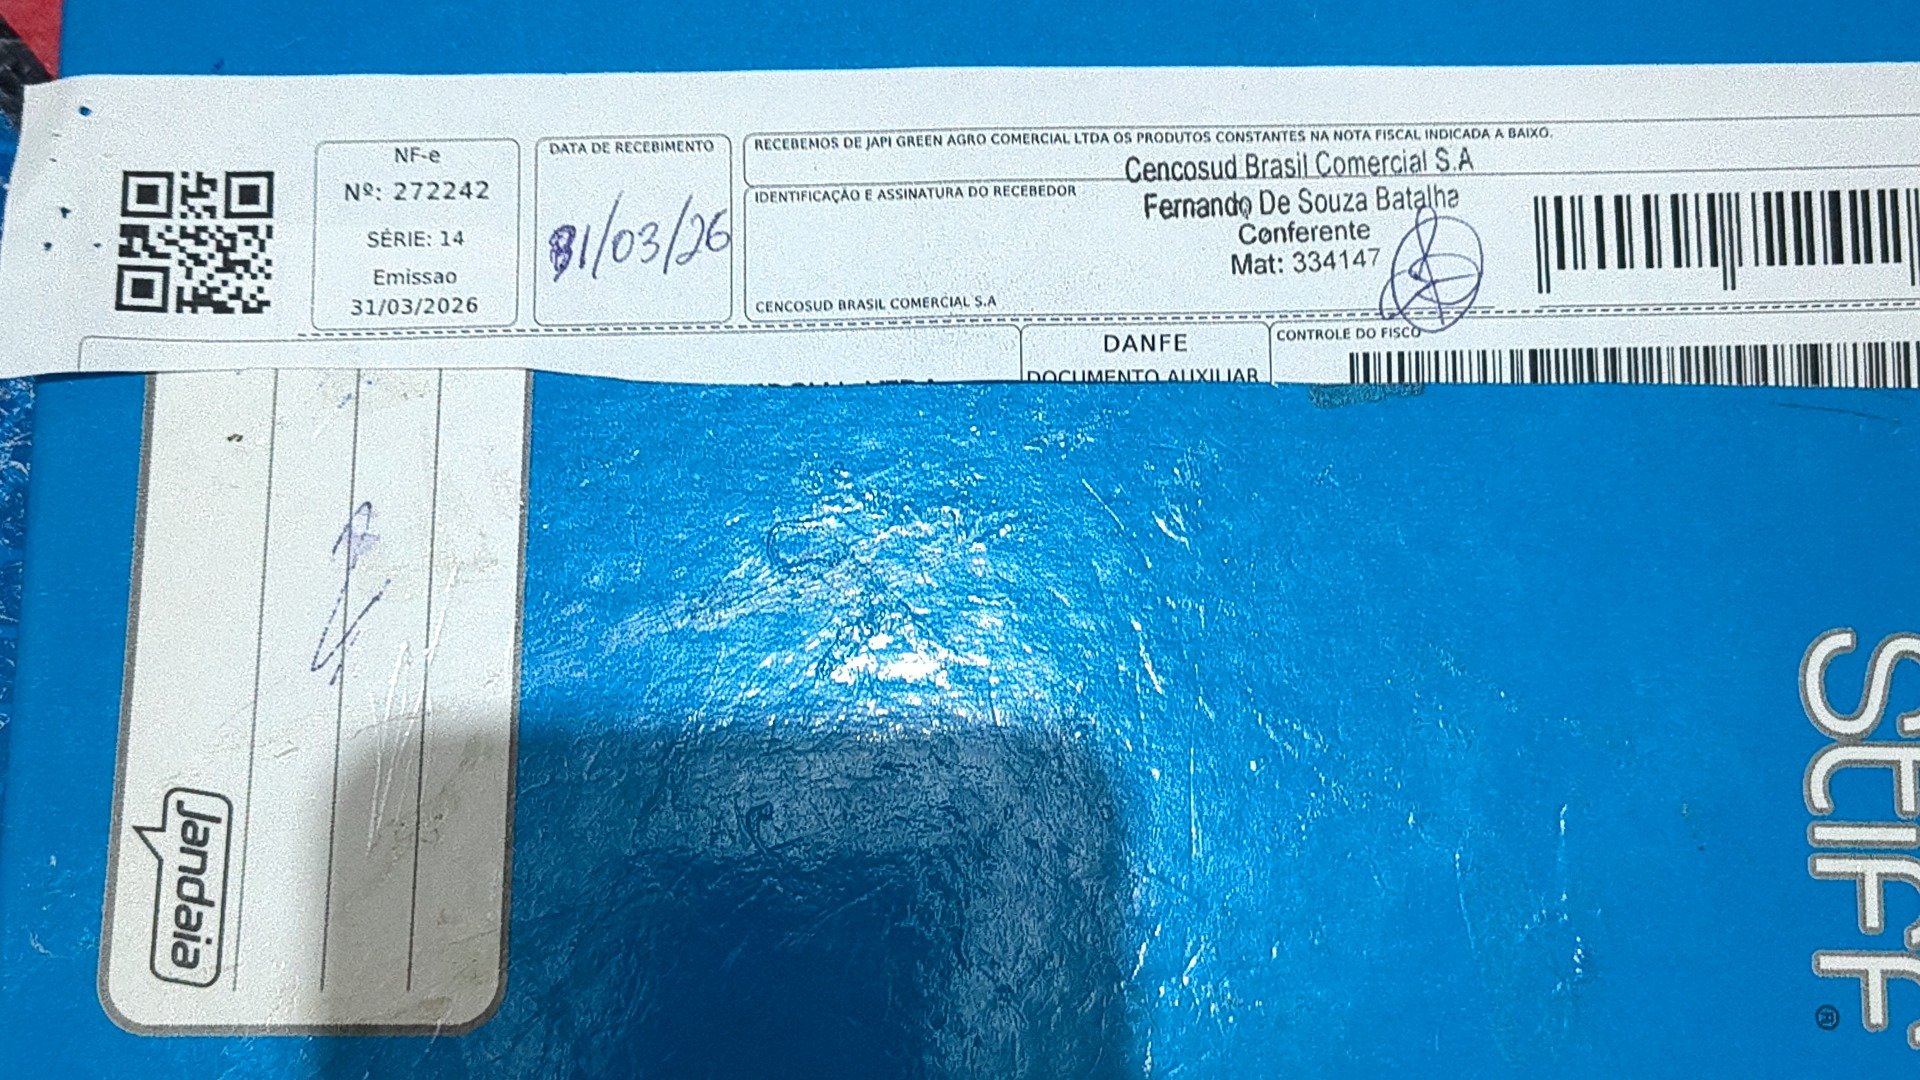 NF-e
Nº: 272242
SÉRIE: 14
Emissao
31/03/2026
DATA DE RECEBIMENTO
31/03/26
RECEBEMOS DE JAPI GREEN AGRO COMERCIAL LTDA OS PRODUTOS CONSTANTES NA NOTA FISCAL INDICADA A BAIXO.
IDENTIFICAÇÃO E ASSINATURA DO RECEBEDOR
Cencosud Brasil Comercial S.A
Fernando De Souza Batalha
Conferente
Mat: 334147
CENCOSUD BRASIL COMERCIAL S.A
DANFE
DOCUMENTO AUXILIAR
CONTROLE DO FISCO
Jandaia